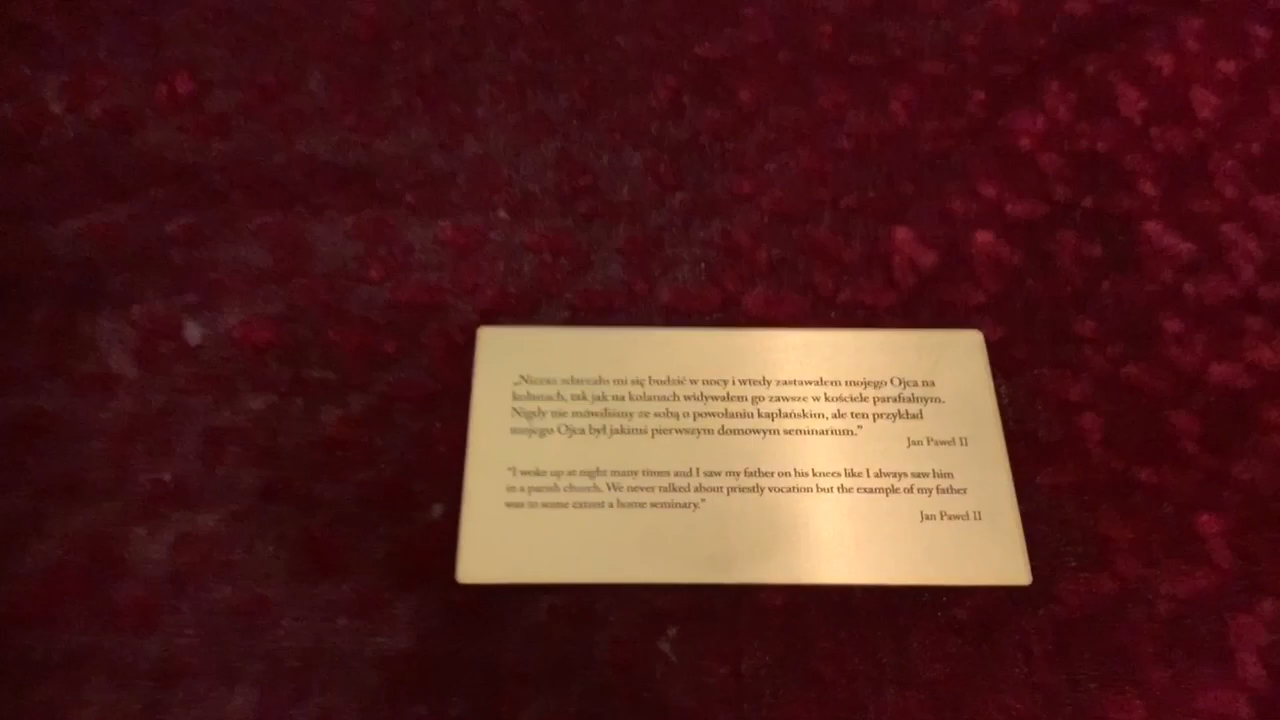 „Nieraz zdarzało mi się budzić w nocy i wtedy zastawałem mojego Ojca na
kolanach, tak jak na kolanach widywałem go zawsze w kościele parafialnym.
Nigdy nie mówiliśmy ze sobą o powołaniu kapłańskim, ale ten przykład
mojego Ojca był jakimś pierwszym domowym seminarium.”
Jan Paweł II
“I woke up at night many times and I saw my father on his knees like I always saw him
in a parish church. We never talked about priestly vocation but the example of my father
was to some extent a home seminary.”
Jan Paweł II